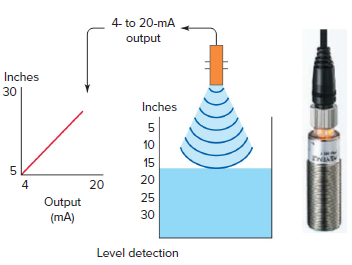 4- to 20-mA
output
Inches
30
5
4
20
Output
(mA)
Inches
5
10
15
20
25
30
Level detection